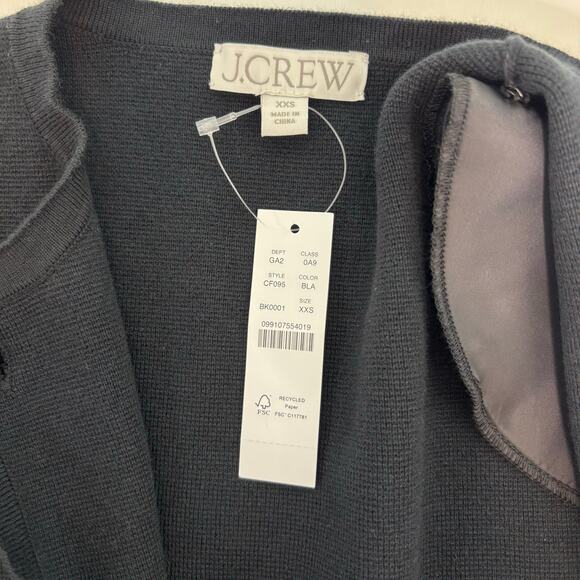 J.CREW
XXS
MADE IN
CHINA
DEPT CLASS
GA2 0A9
STYLE COLOR
CF095 BLA
SIZE
BK0001 XXS
099107554019
RECYCLED
Paper
FSC FSC® C117781